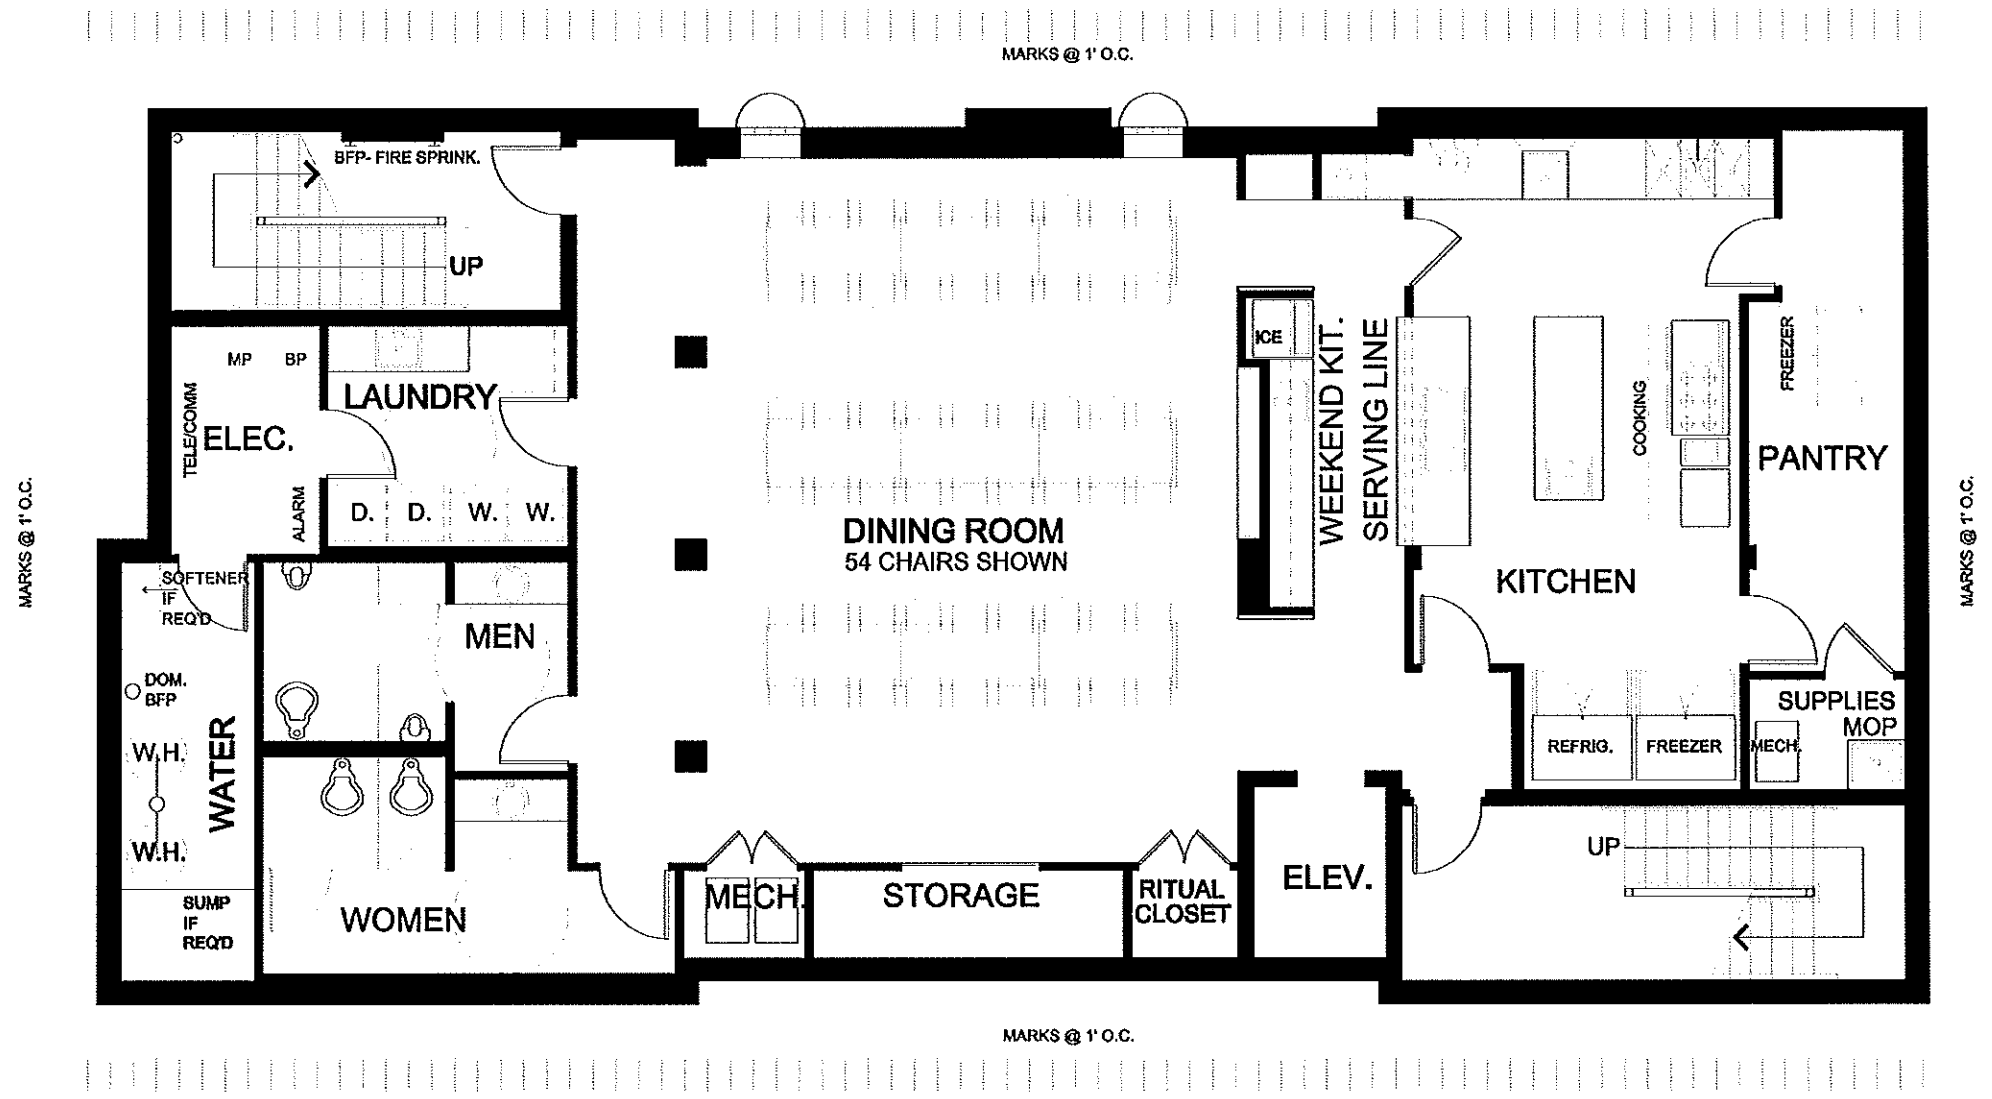 MARKS @ 1' O.C.
BFP- FIRE SPRINK.
UP
MP
BP
TELE/COMM
ELEC.
ALARM
LAUNDRY
D.
D.
W.
W.
ICE
WEEKEND KIT.
SERVING LINE
COOKING
FREEZER
PANTRY
MARKS @ 1' O.C.
MARKS @ 1' O.C.
DINING ROOM
54 CHAIRS SHOWN
SOFTENER
IF
REQ'D
MEN
KITCHEN
DOM.
BFP
WATER
W.H.
W.H.
REFRIG.
FREEZER
SUPPLIES
MOP
MECH.
SUMP
IF
REQ'D
WOMEN
MECH.
STORAGE
RITUAL
CLOSET
ELEV.
UP
MARKS @ 1' O.C.